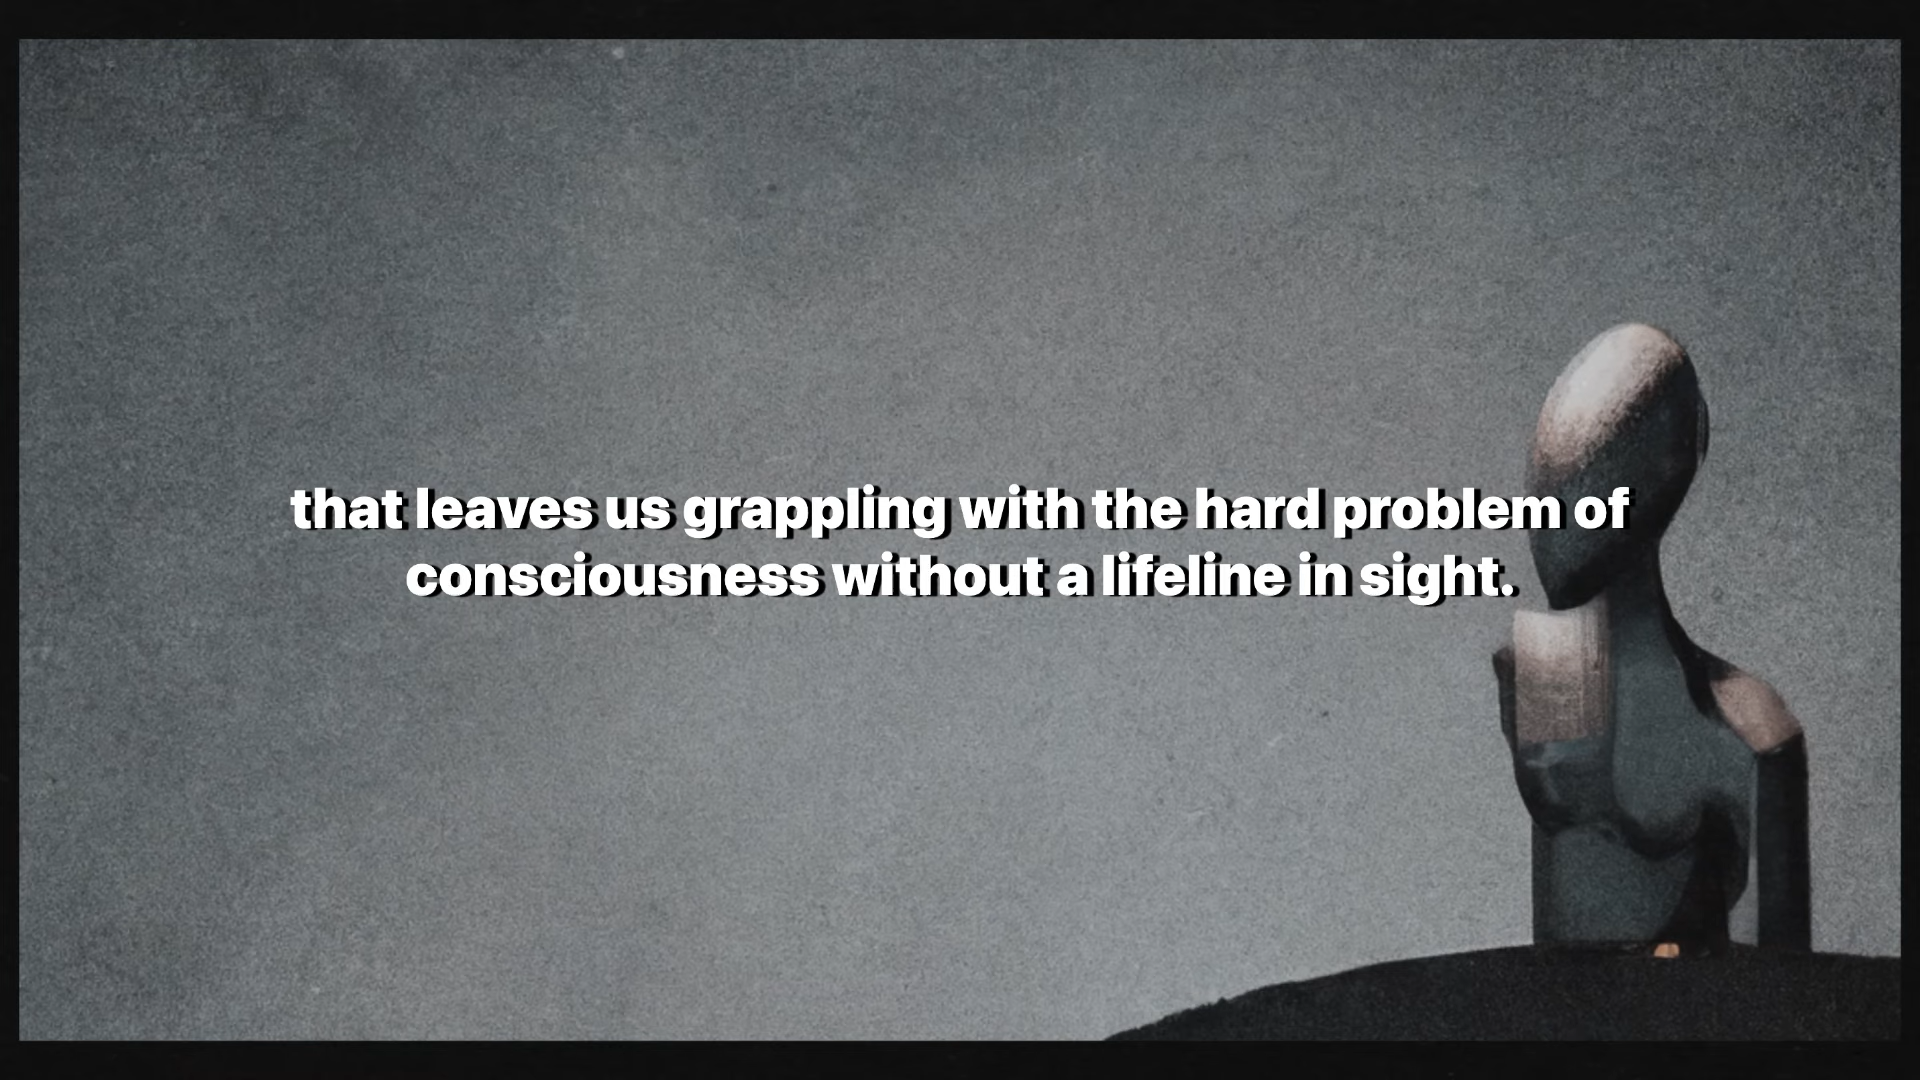 that leaves us grappling with the hard problem of
consciousness without a lifeline in sight.